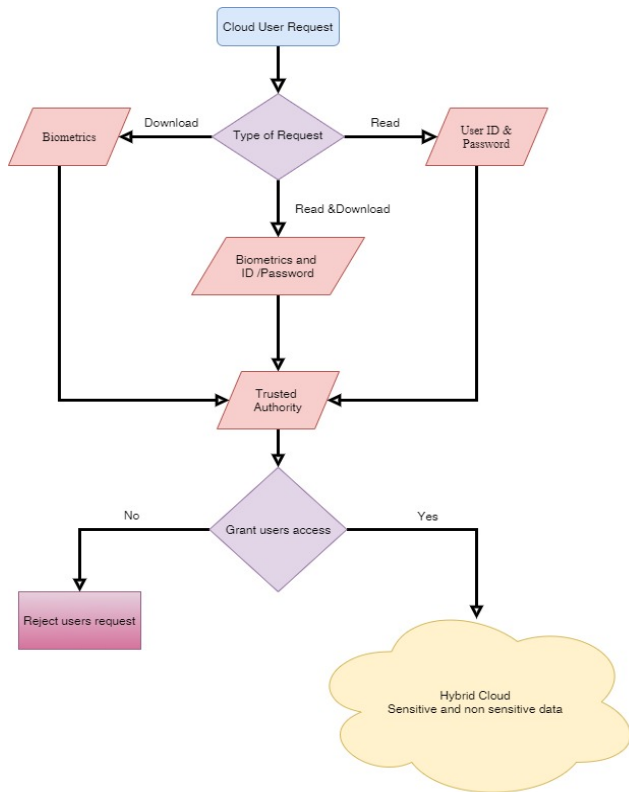 Cloud User Request
Download
Type of Request
Read
Biometrics
User ID &
Password
Read &Download
Biometrics and
ID /Password
Trusted
Authority
No
Grant users access
Yes
Reject users request
Hybrid Cloud
Sensitive and non sensitive data